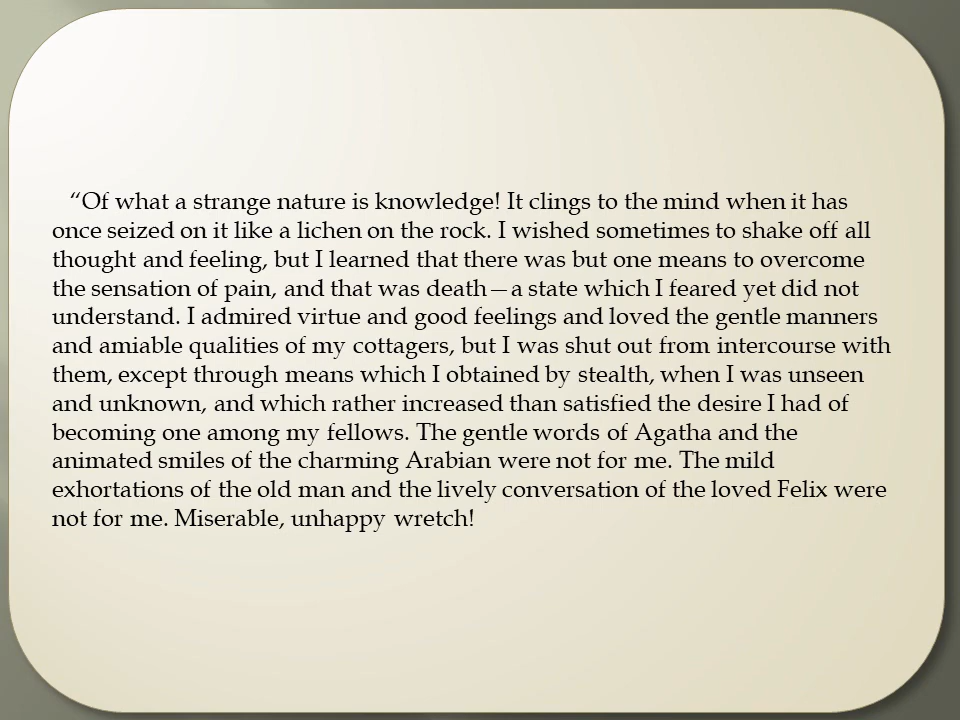 “Of what a strange nature is knowledge! It clings to the mind when it has
once seized on it like a lichen on the rock. I wished sometimes to shake off all
thought and feeling, but I learned that there was but one means to overcome
the sensation of pain, and that was death—a state which I feared yet did not
understand. I admired virtue and good feelings and loved the gentle manners
and amiable qualities of my cottagers, but I was shut out from intercourse with
them, except through means which I obtained by stealth, when I was unseen
and unknown, and which rather increased than satisfied the desire I had of
becoming one among my fellows. The gentle words of Agatha and the
animated smiles of the charming Arabian were not for me. The mild
exhortations of the old man and the lively conversation of the loved Felix were
not for me. Miserable, unhappy wretch!